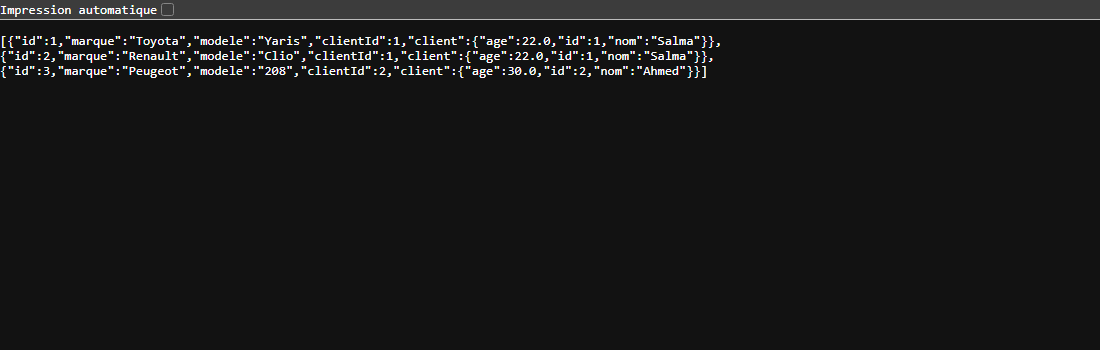 Impression automatique
[{"id":1,"marque":"Toyota","modele":"Yaris","clientId":1,"client":{"age":22.0,"id":1,"nom":"Salma"}},
{"id":2,"marque":"Renault","modele":"Clio","clientId":1,"client":{"age":22.0,"id":1,"nom":"Salma"}},
{"id":3,"marque":"Peugeot","modele":"208","clientId":2,"client":{"age":30.0,"id":2,"nom":"Ahmed"}}]